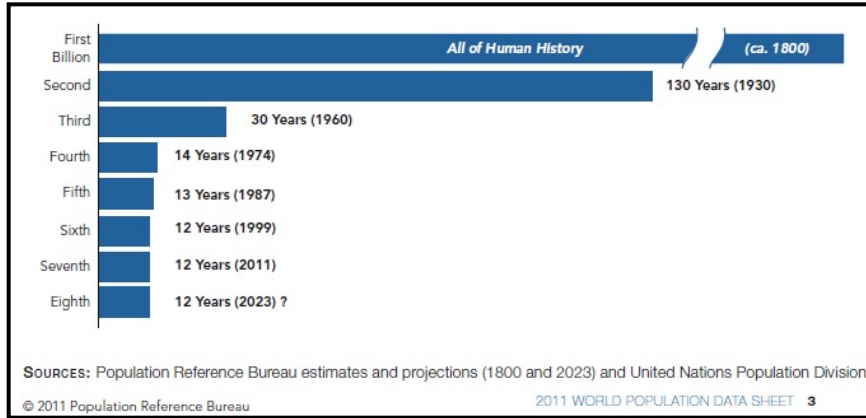 First
Billion
All of Human History
(ca. 1800)
Second
130 Years (1930)
Third
30 Years (1960)
Fourth
14 Years (1974)
Fifth
13 Years (1987)
Sixth
12 Years (1999)
Seventh
12 Years (2011)
Eighth
12 Years (2023) ?
SOURCES: Population Reference Bureau estimates and projections (1800 and 2023) and United Nations Population Division
© 2011 Population Reference Bureau
2011 WORLD POPULATION DATA SHEET 3